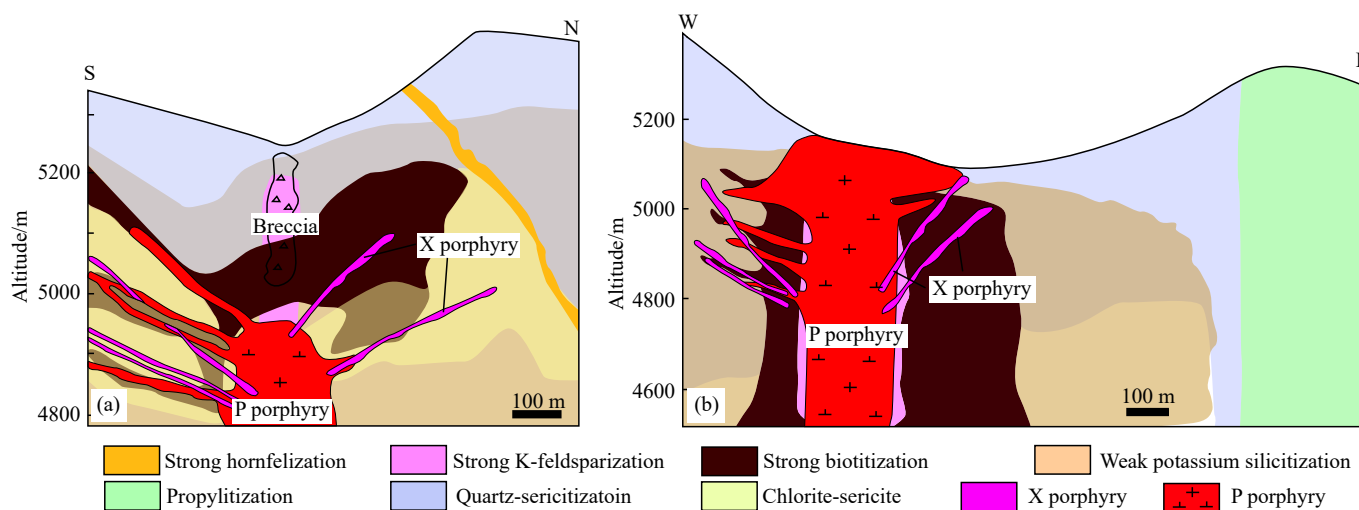 S
N
5200
5000
4800
Altitude/m
Breccia
X porphyry
P porphyry
(a)
100 m
W
5200
5000
4800
4600
Altitude/m
X porphyry
P porphyry
(b)
100 m
Strong hornfelization
Strong K-feldsparization
Strong biotitization
Weak potassium silicitization
Propylitization
Quartz-sericitizatoin
Chlorite-sericite
X porphyry
P porphyry